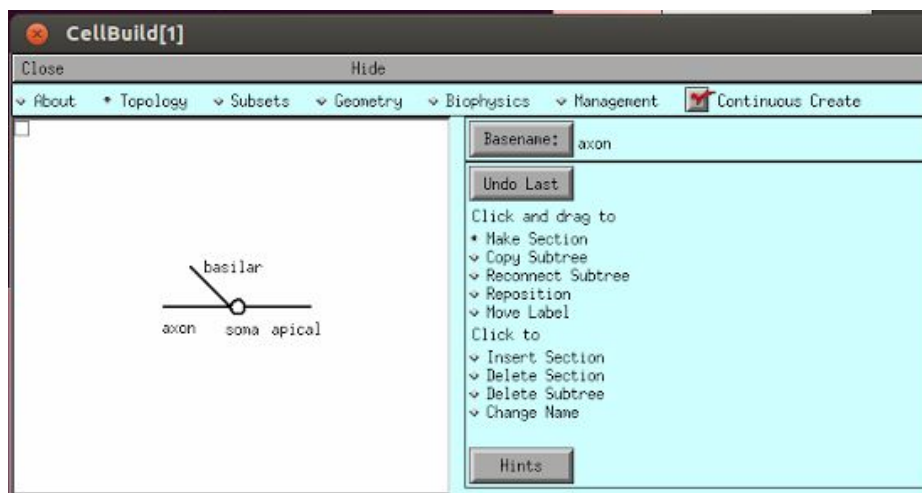 CellBuild[1]
Close Hide
About Topology Subsets Geometry Biophysics Management Continuous Create
Basename: axon
Undo Last
Click and drag to
Make Section
Copy Subtree
Reconnect Subtree
Reposition
Move Label
Click to
Insert Section
Delete Section
Delete Subtree
Change Name
Hints
basilar
axon soma apical